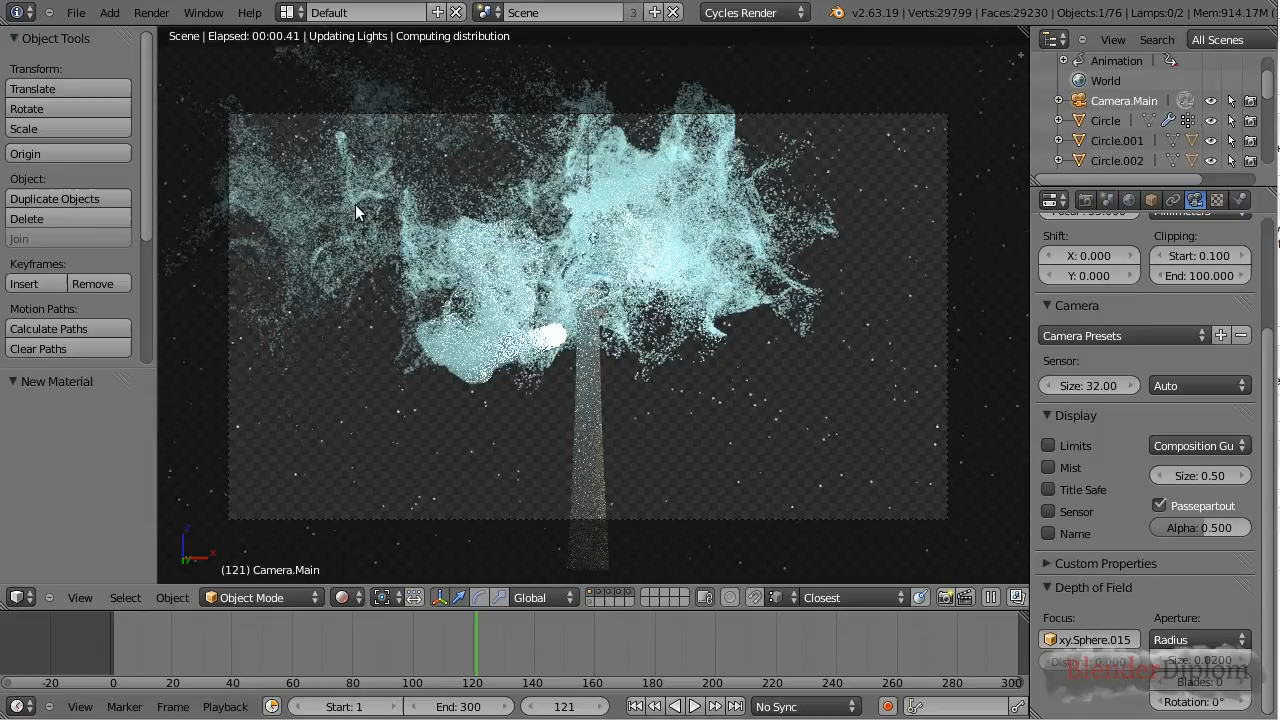 File Add Render Window Help Default Scene 3 Cycles Render v2.63.19 | Verts:29799 | Faces:29230 | Objects:1/76 | Lamps:0/2 | Mem:914.17M
Object Tools
Transform:
Translate
Rotate
Scale
Origin
Object:
Duplicate Objects
Delete
Join
Keyframes:
Insert Remove
Motion Paths:
Calculate Paths
Clear Paths
New Material
Scene | Elapsed: 00:00.41 | Updating Lights | Computing distribution
(121) Camera.Main
View Search All Scenes
Animation
World
Camera.Main
Circle
Circle.001
Circle.002
Millimeters
Shift: Clipping:
X: 0.000 Start: 0.100
Y: 0.000 End: 100.000
Camera
Camera Presets
Sensor:
Size: 32.00 Auto
Display
Limits Composition Gu
Mist Size: 0.50
Title Safe
Sensor Passepartout
Name Alpha: 0.500
Custom Properties
Depth of Field
Focus: Aperture:
xy.Sphere.015 Radius
Distance: 0.000 Size: 0.0200
BlenderDiplom
Blades: 0
Rotation: 0°
View Select Object Object Mode Global Closest
-20 0 20 40 60 80 100 120 140 160 180 200 220 240 260 280 300
View Marker Frame Playback Start: 1 End: 300 121 No Sync